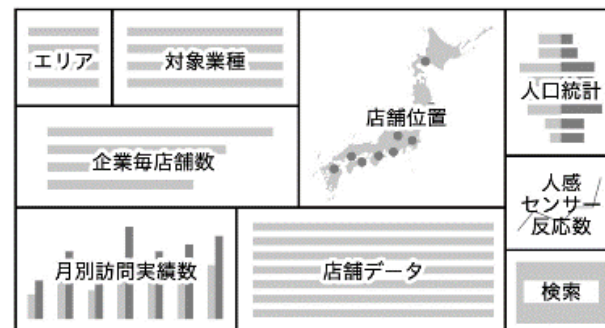 エリア
対象業種
店舗位置
人口統計
企業毎店舗数
人感
センサー
反応数
月別訪問実績数
店舗データ
検索